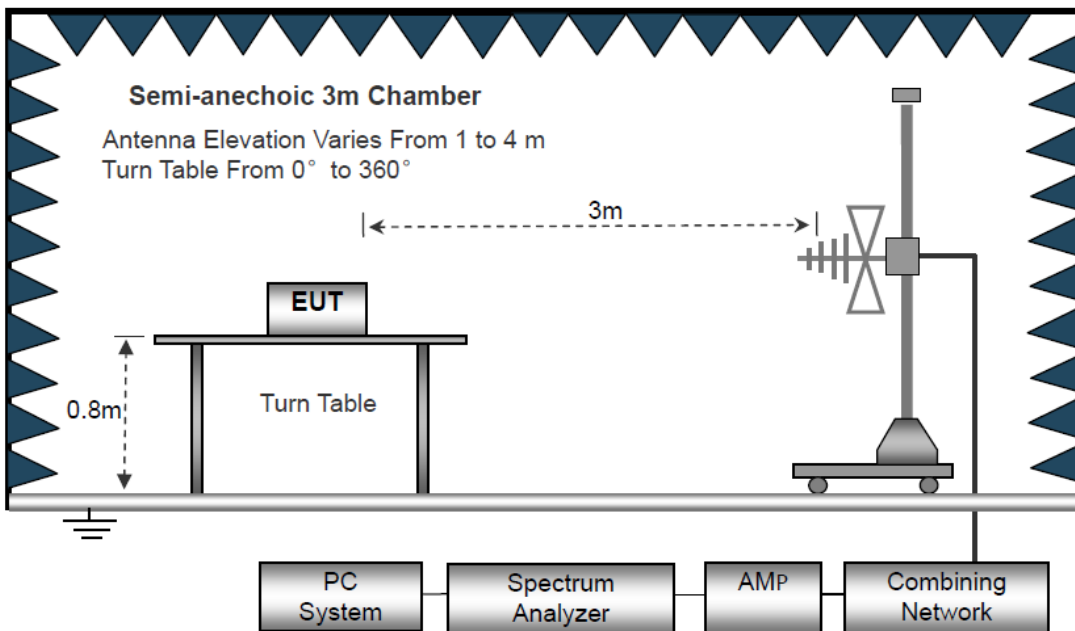 Semi-anechoic 3m Chamber
Antenna Elevation Varies From 1 to 4 m
Turn Table From 0° to 360°
3m
EUT
0.8m
Turn Table
PC
System
Spectrum
Analyzer
AMP
Combining
Network